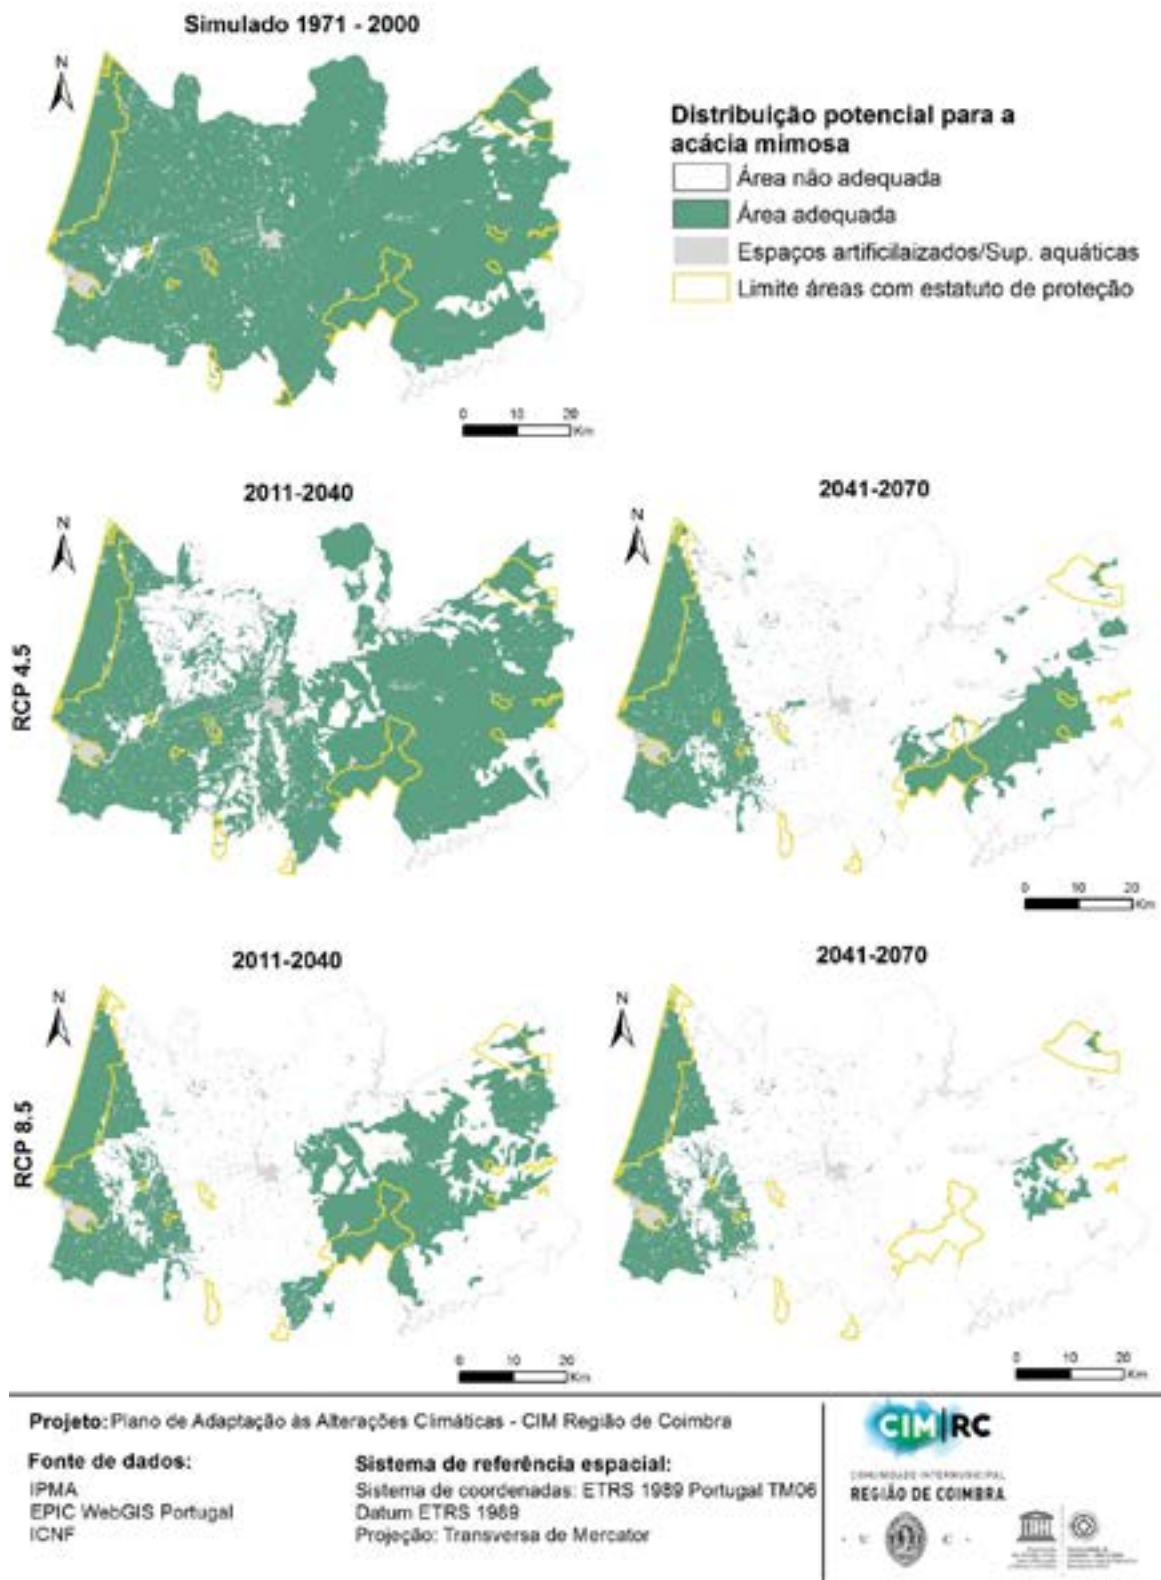 Simulado 1971 - 2000
N
Distribuição potencial para a
acácia mimosa
Área não adequada
Área adequada
Espaços artificilaizados/Sup. aquáticas
Limite áreas com estatuto de proteção
0 10 20
Km
2011-2040
2041-2070
N
N
RCP 4.5
0 10 20
Km
2011-2040
2041-2070
N
N
RCP 8.5
0 10 20
Km
0 10 20
Km
Projeto: Plano de Adaptação às Alterações Climáticas - CIM Região de Coimbra
Fonte de dados:
IPMA
EPIC WebGIS Portugal
ICNF
Sistema de referência espacial:
Sistema de coordenadas: ETRS 1989 Portugal TM06
Datum ETRS 1989
Projeção: Transversa de Mercator
CIM|RC
COMUNIDADE INTERMUNICIPAL
REGIÃO DE COIMBRA
· U C ·